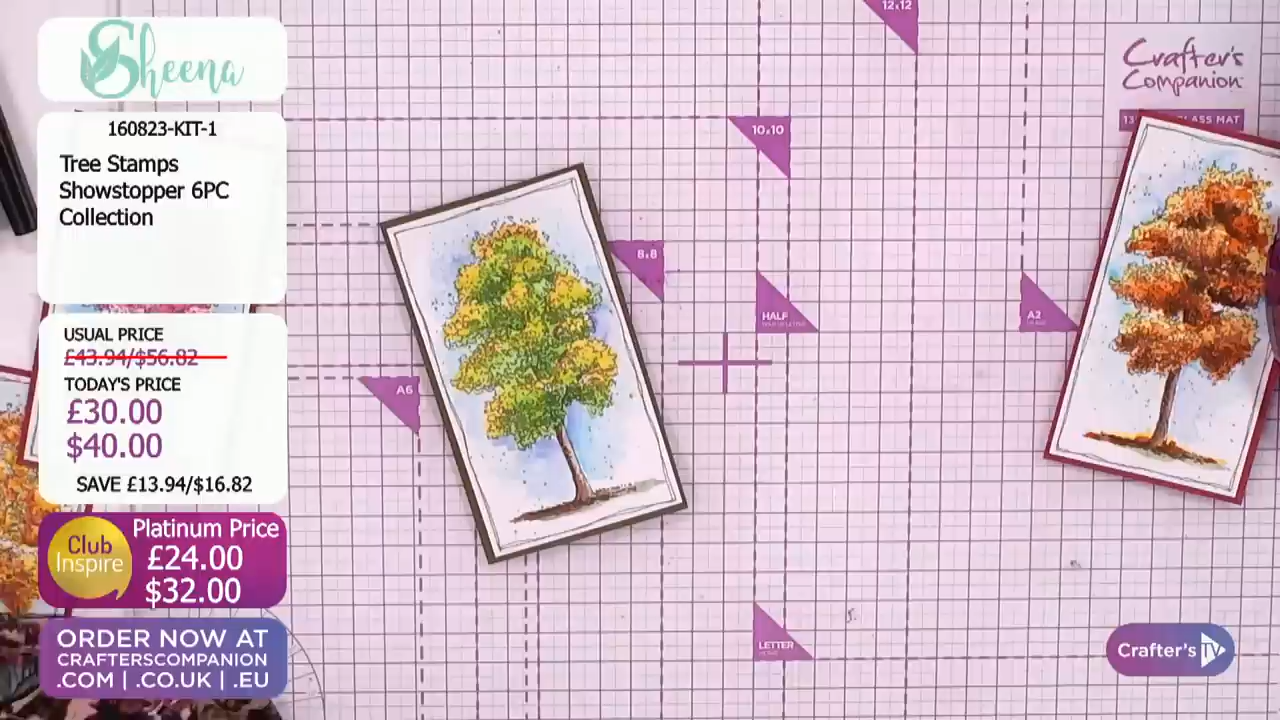 Sheena
160823-KIT-1
Tree Stamps
Showstopper 6PC
Collection
USUAL PRICE
£43.94/$56.82
TODAY'S PRICE
£30.00
$40.00
SAVE £13.94/$16.82
Club
Inspire
Platinum Price
£24.00
$32.00
ORDER NOW AT
CRAFTERSCOMPANION
.COM | .CO.UK | .EU
12x12
Crafter's
Companion
LASS MAT
10x10
8x8
HALF
A2
A6
LETTER
Crafter's TV